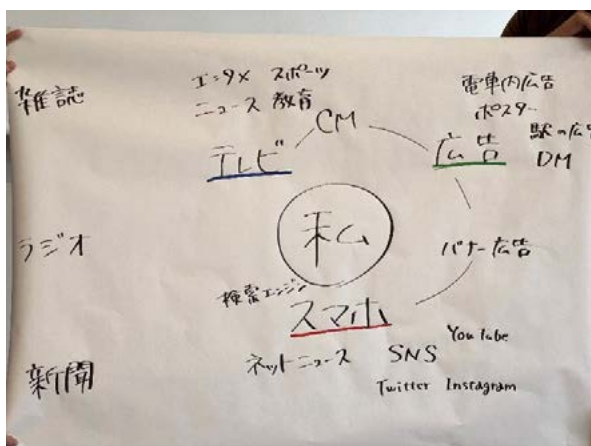 雑誌
エンタメ スポーツ
ニュース 教育
テレビ
CM
電車内広告
ポスター
駅の広告
広告
DM
私
ラジオ
バナー広告
検索エンジン
スマホ
ネットニュース
SNS
YouTube
Twitter Instagram
新聞